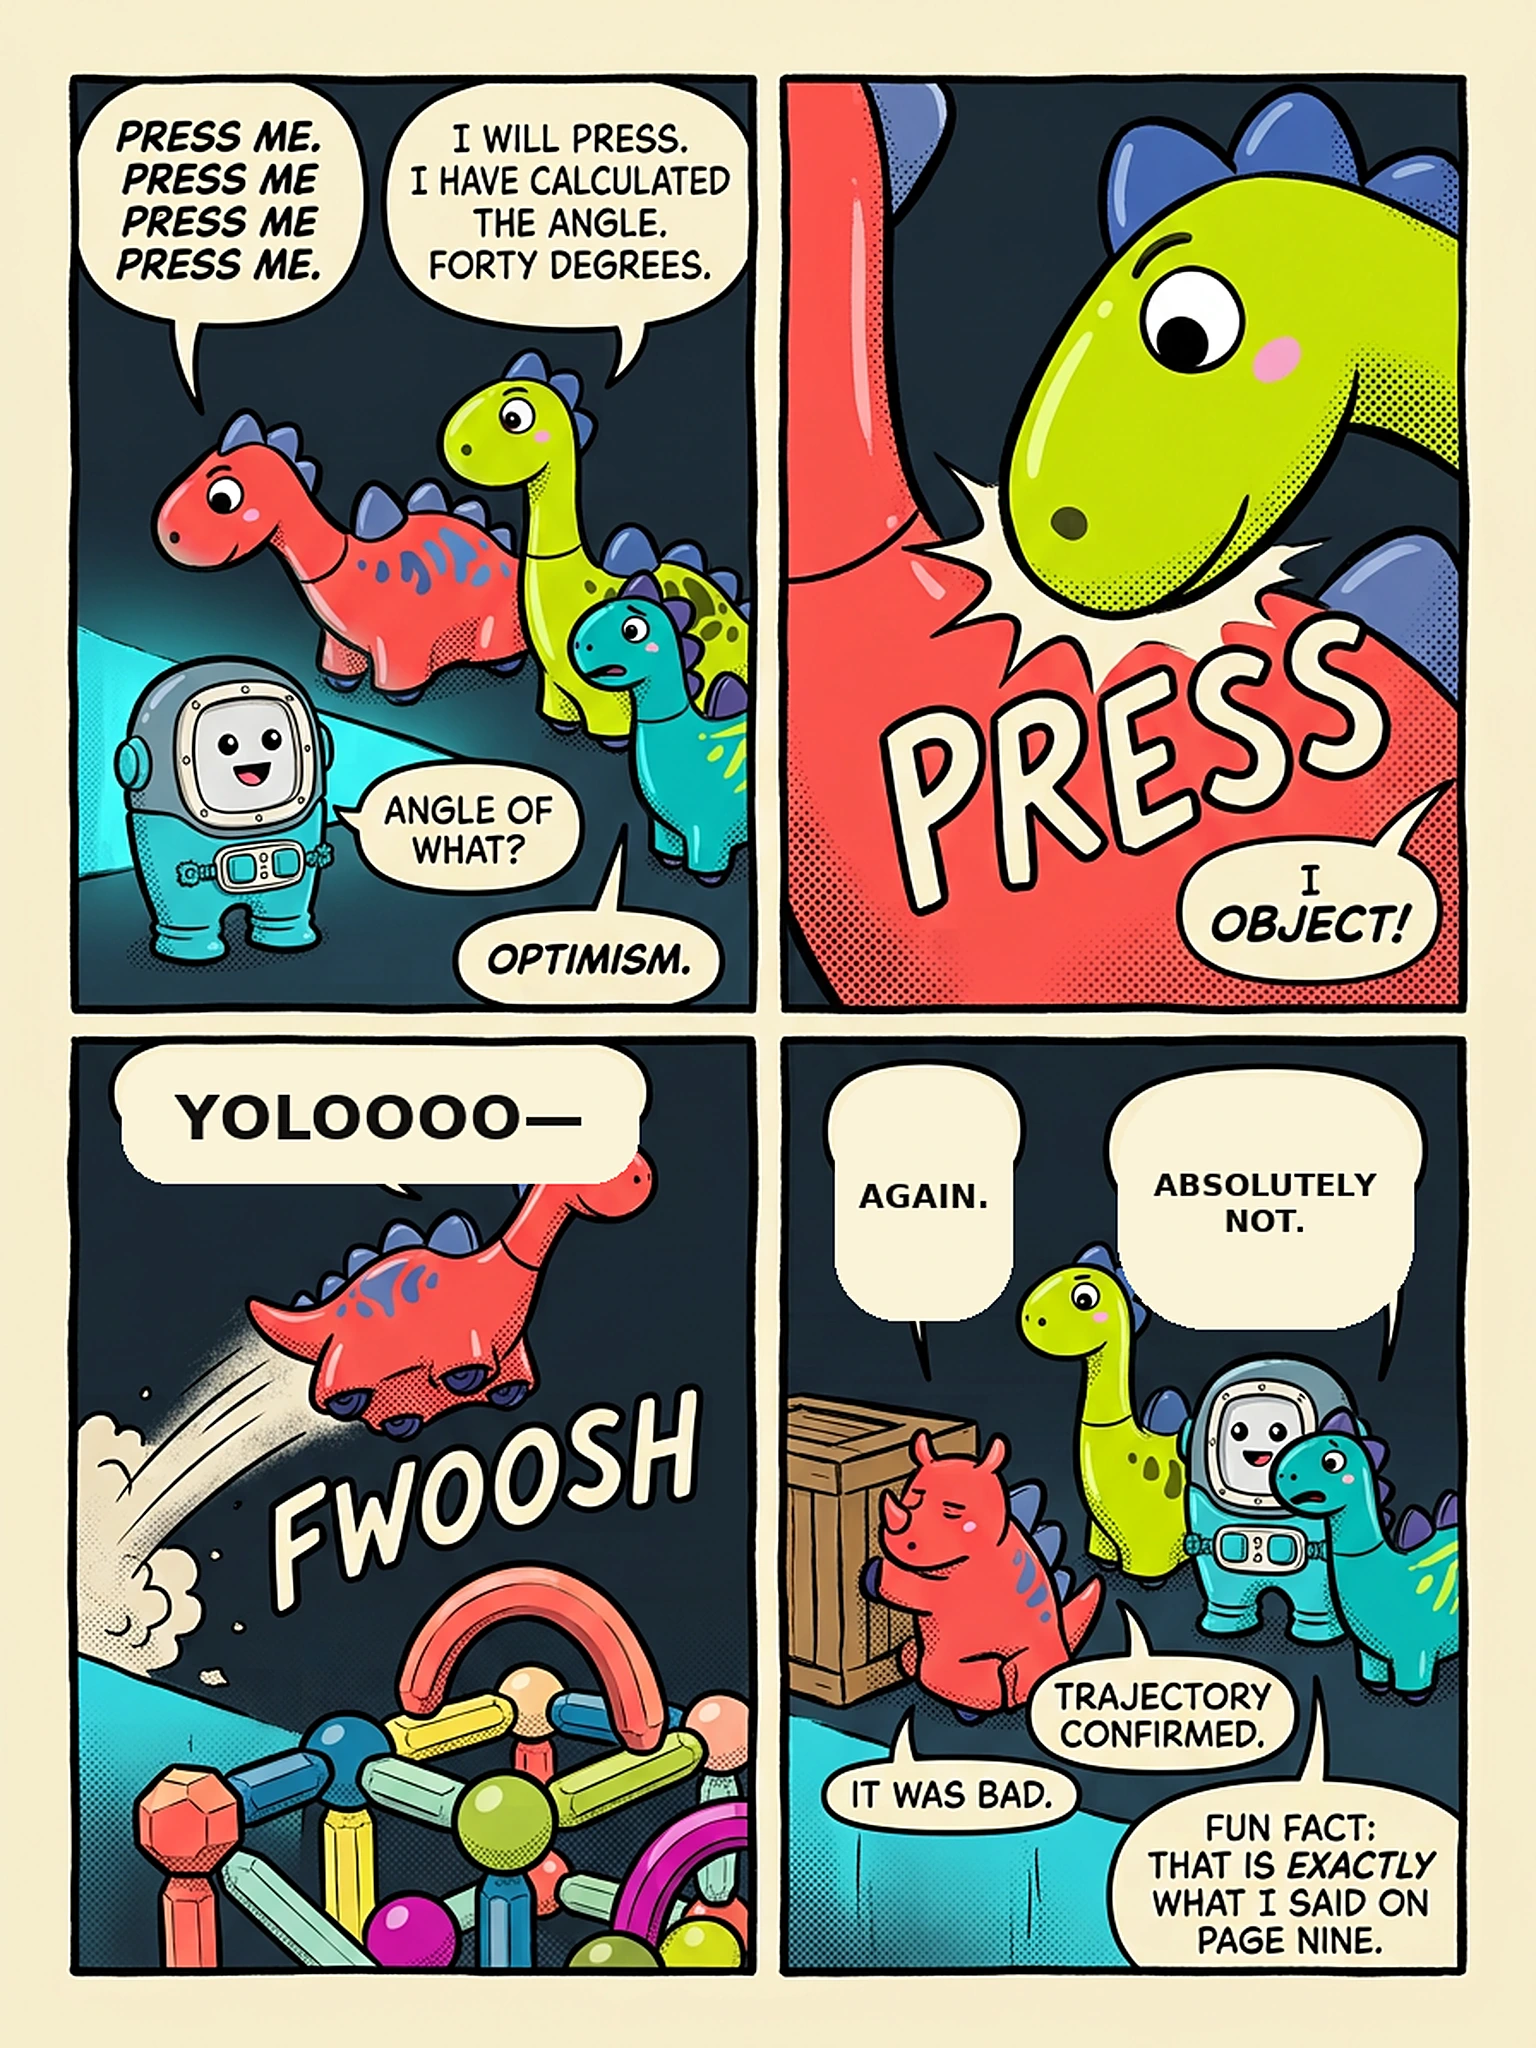 PRESS ME.
PRESS ME
PRESS ME
PRESS ME.
I WILL PRESS.
I HAVE CALCULATED
THE ANGLE.
FORTY DEGREES.
ANGLE OF
WHAT?
OPTIMISM.
PRESS
I
OBJECT!
YOLOOOO—
FWOOSH
AGAIN.
ABSOLUTELY
NOT.
TRAJECTORY
CONFIRMED.
IT WAS BAD.
FUN FACT:
THAT IS EXACTLY
WHAT I SAID ON
PAGE NINE.